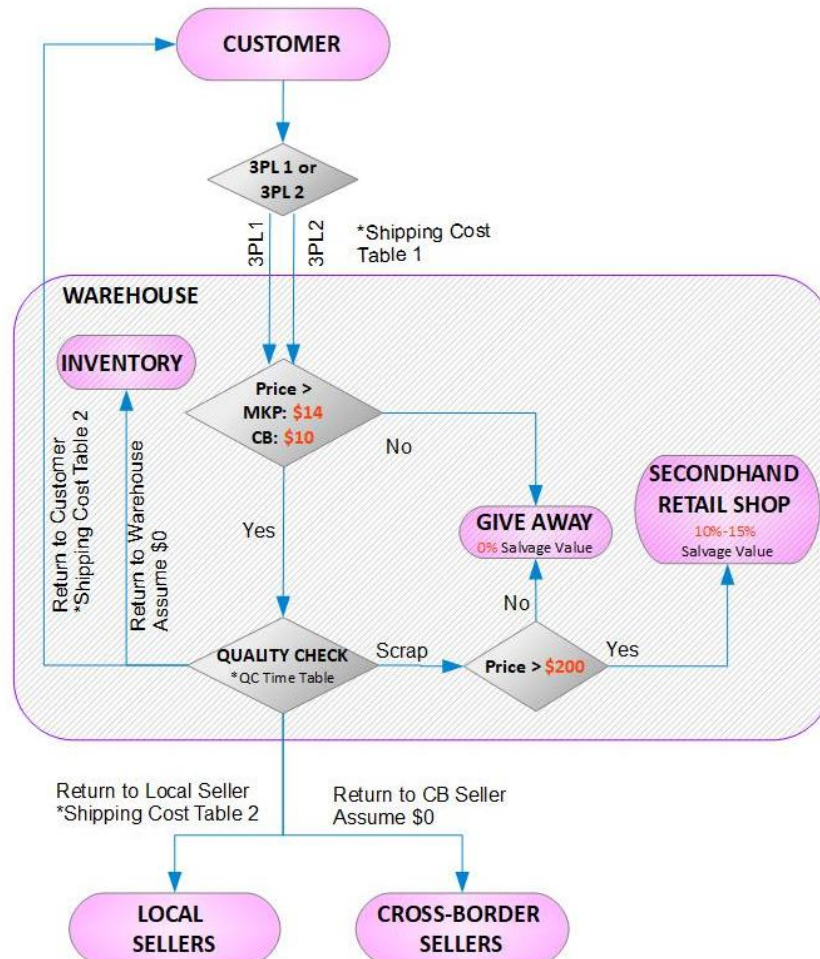 CUSTOMER
3PL 1 or
3PL 2
3PL1
3PL2
*Shipping Cost
Table 1
WAREHOUSE
INVENTORY
Price >
MKP: $14
CB: $10
No
SECONDHAND
RETAIL SHOP
10%-15%
Salvage Value
GIVE AWAY
0% Salvage Value
Return to Customer
*Shipping Cost Table 2
Return to Warehouse
Assume $0
Yes
No
QUALITY CHECK
*QC Time Table
Scrap
Price > $200
Yes
Return to Local Seller
*Shipping Cost Table 2
Return to CB Seller
Assume $0
LOCAL
SELLERS
CROSS-BORDER
SELLERS